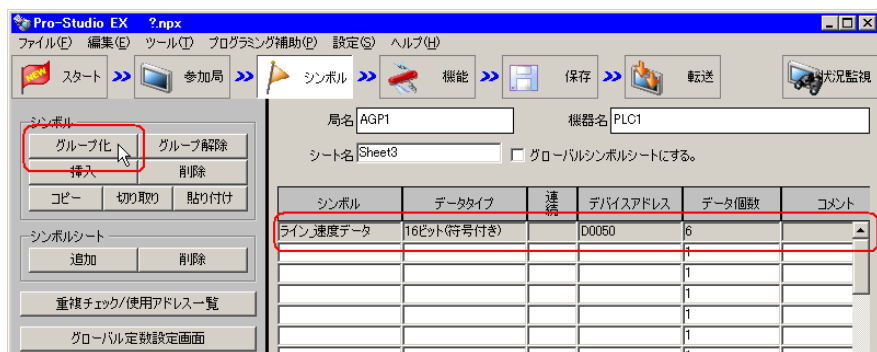 Pro-Studio EX ?.npx
ファイル(F) 編集(E) ツール(T) プログラミング補助(P) 設定(S) ヘルプ(H)
NEW スタート >> 参加局 >> シンボル >> 機能 >> 保存 >> 転送 状況監視
シンボル
グループ化 グループ解除
挿入 削除
コピー 切り取り 貼り付け
シンボルシート
追加 削除
重複チェック/使用アドレス一覧
グローバル定数設定画面
局名 AGP1 機器名 PLC1
シート名 Sheet3 グローバルシンボルシートにする。
シンボル データタイプ 連続 デバイスアドレス データ個数 コメント
ライン_速度データ 16ビット(符号付き) D0050 6
1
1
1
1
1